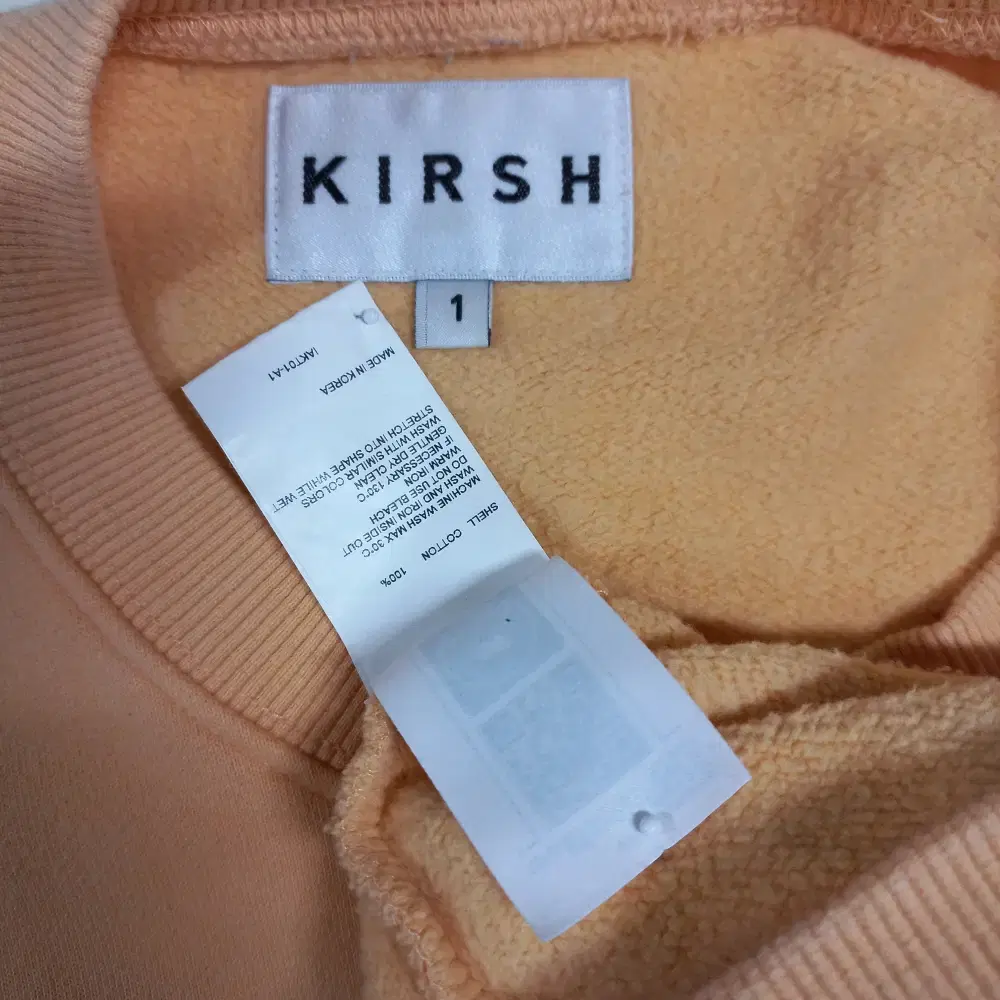 KIRSH
1
SHELL COTTON 100%
MACHINE WASH MAX 30°C
WASH AND IRON INSIDE OUT
DO NOT USE BLEACH
WARM IRON
IF NECESSARY 130°C
GENTLE DRY CLEAN
WASH WITH SIMILAR COLORS
STRETCH INTO SHAPE WHILE WET
MADE IN KOREA
IAKT01-A1